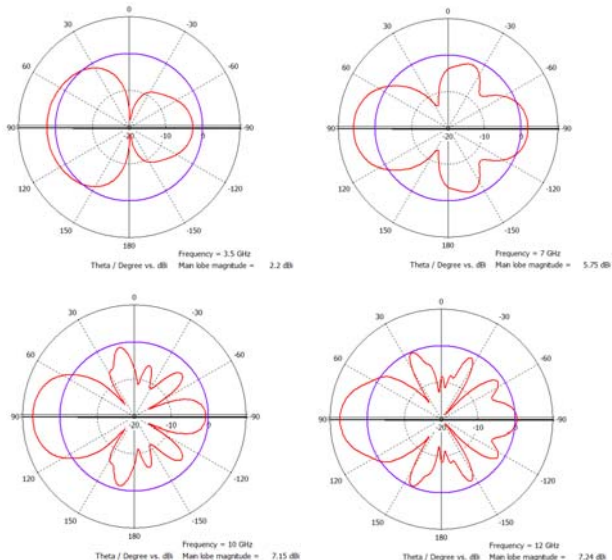 0
30 -30
60 -60
90 -20 -10 0 -90
120 -120
150 -150
180
Frequency = 3.5 GHz
Theta / Degree vs. dBi Main lobe magnitude = 2.2 dBi
0
30 -30
60 -60
90 -20 -10 0 -90
120 -120
150 -150
180
Frequency = 7 GHz
Theta / Degree vs. dBi Main lobe magnitude = 5.75 dBi
0
30 -30
60 -60
90 -20 -10 0 -90
120 -120
150 -150
180
Frequency = 10 GHz
Theta / Degree vs. dBi Main lobe magnitude = 7.15 dBi
0
30 -30
60 -60
90 -20 -10 0 -90
120 -120
150 -150
180
Frequency = 12 GHz
Theta / Degree vs. dBi Main lobe magnitude = 7.24 dBi